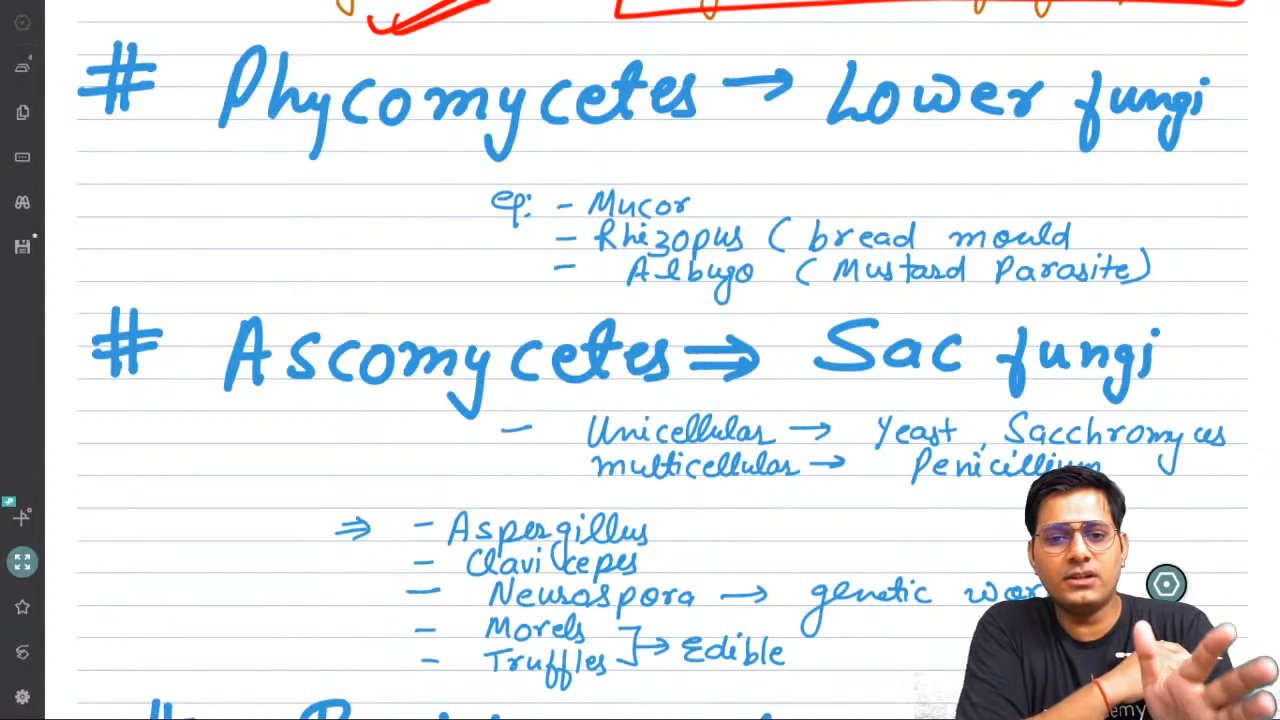 # Phycomycetes → Lower fungi
eg: - Mucor
- Rhizopus ( bread mould
- Albugo ( Mustard Parasite)
# Ascomycetes ⇒ Sac fungi
- Unicellular → Yeast, Sacchromyces
multicellular → Penicillium
⇒ - Aspergillus
- Claviceps
- Neurospora → genetic wor
- Morels
- Truffles → Edible